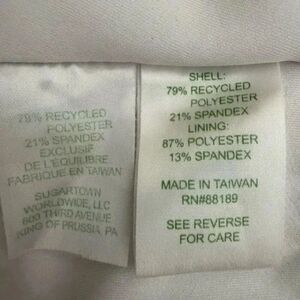 79% RECYCLED
POLYESTER
21% SPANDEX
EXCLUSIF
DE L'EQUILIBRE
FABRIQUE EN TAIWAN
SUGARTOWN
WORLDWIDE, LLC
800 THIRD AVENUE
KING OF PRUSSIA, PA
SHELL:
79% RECYCLED
POLYESTER
21% SPANDEX
LINING:
87% POLYESTER
13% SPANDEX
MADE IN TAIWAN
RN#88189
SEE REVERSE
FOR CARE